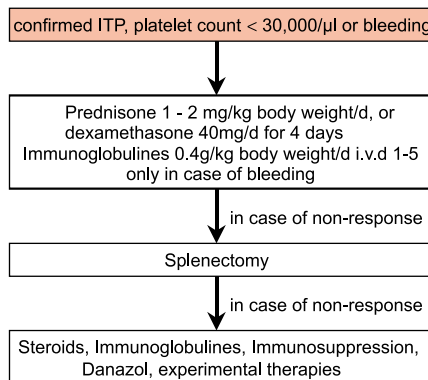 confirmed ITP, platelet count < 30,000/µl or bleeding
Prednisone 1 - 2 mg/kg body weight/d, or
dexamethasone 40mg/d for 4 days
Immunoglobulines 0.4g/kg body weight/d i.v.d 1-5
only in case of bleeding
in case of non-response
Splenectomy
in case of non-response
Steroids, Immunoglobulines, Immunosuppression,
Danazol, experimental therapies